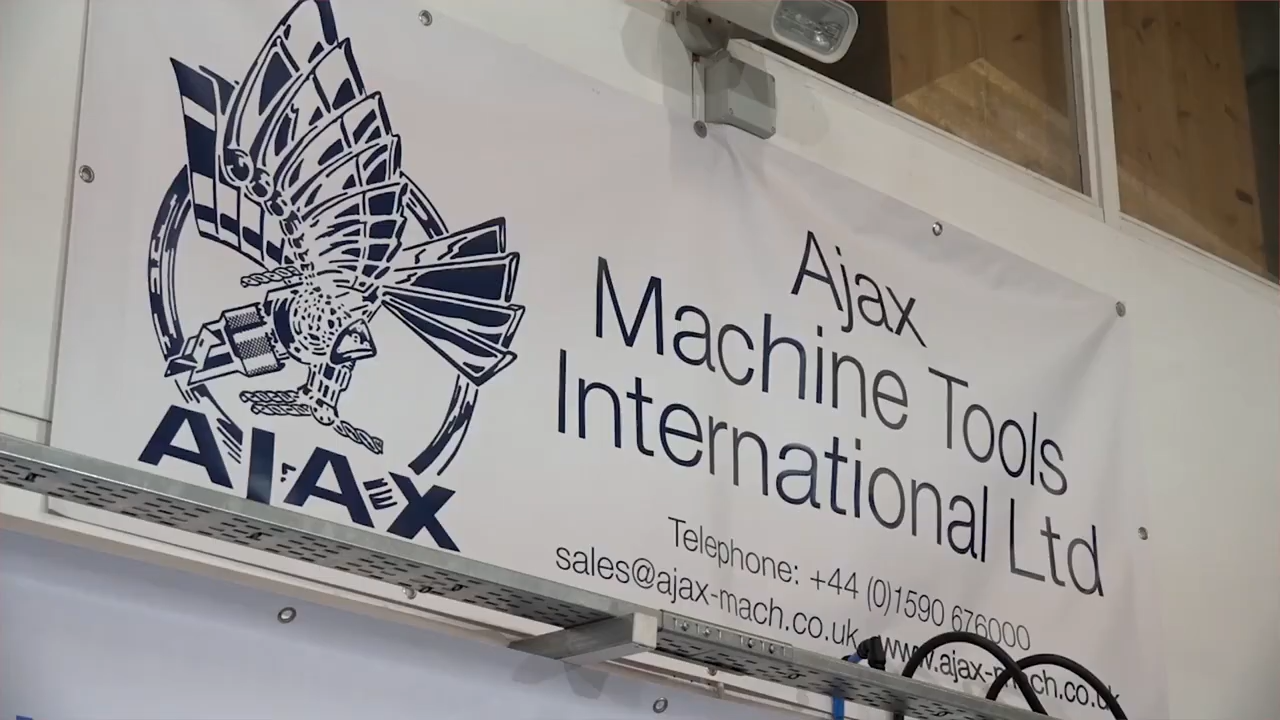 AJAX
Ajax
Machine Tools
International Ltd
Telephone: +44 (0)1590 676000
sales@ajax-mach.co.uk www.ajax-mach.co.uk